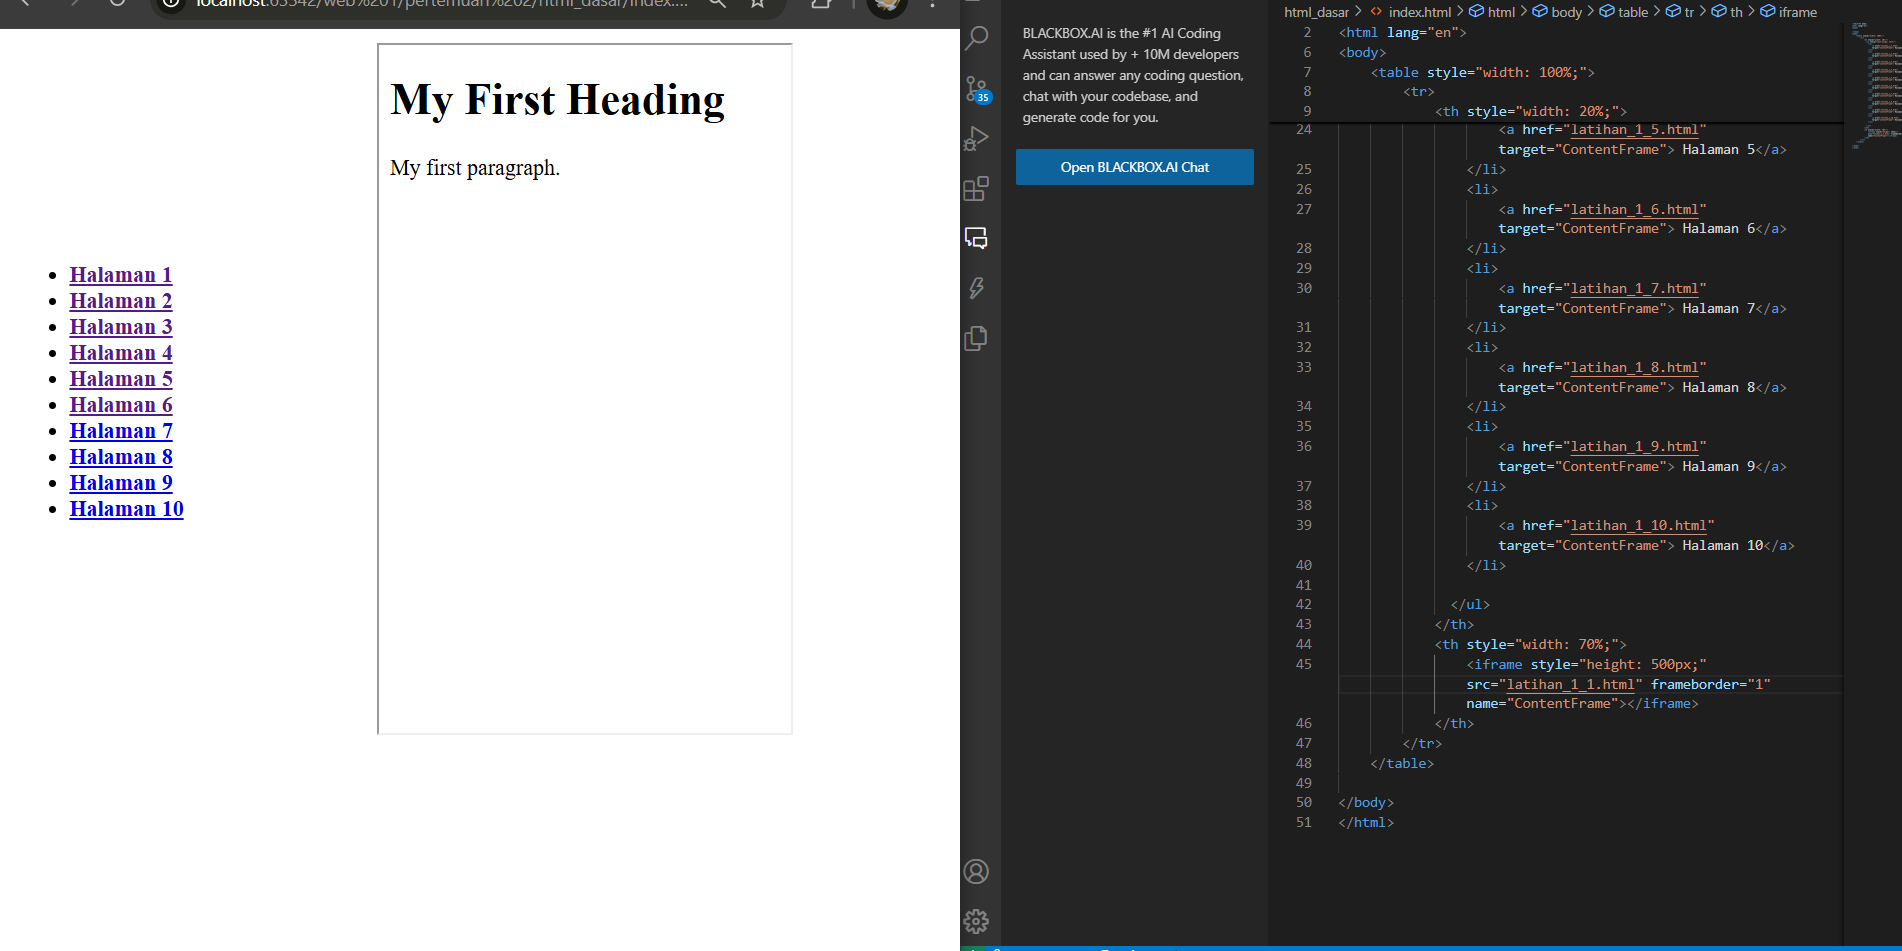 localhost:63342/web%201/pertemuan%202/html_dasar/index....
My First Heading
My first paragraph.
Halaman 1
Halaman 2
Halaman 3
Halaman 4
Halaman 5
Halaman 6
Halaman 7
Halaman 8
Halaman 9
Halaman 10
35
BLACKBOX.AI is the #1 AI Coding
Assistant used by + 10M developers
and can answer any coding question,
chat with your codebase, and
generate code for you.
Open BLACKBOX.AI Chat
html_dasar > <> index.html > html > body > table > tr > th > iframe
2 <html lang="en">
6 <body>
7 <table style="width: 100%;">
8 <tr>
9 <th style="width: 20%;">
24 <a href="latihan_1_5.html"
target="ContentFrame"> Halaman 5</a>
25 </li>
26 <li>
27 <a href="latihan_1_6.html"
target="ContentFrame"> Halaman 6</a>
28 </li>
29 <li>
30 <a href="latihan_1_7.html"
target="ContentFrame"> Halaman 7</a>
31 </li>
32 <li>
33 <a href="latihan_1_8.html"
target="ContentFrame"> Halaman 8</a>
34 </li>
35 <li>
36 <a href="latihan_1_9.html"
target="ContentFrame"> Halaman 9</a>
37 </li>
38 <li>
39 <a href="latihan_1_10.html"
target="ContentFrame"> Halaman 10</a>
40 </li>
41
42 </ul>
43 </th>
44 <th style="width: 70%;">
45 <iframe style="height: 500px;"
src="latihan_1_1.html" frameborder="1"
name="ContentFrame"></iframe>
46 </th>
47 </tr>
48 </table>
49
50 </body>
51 </html>